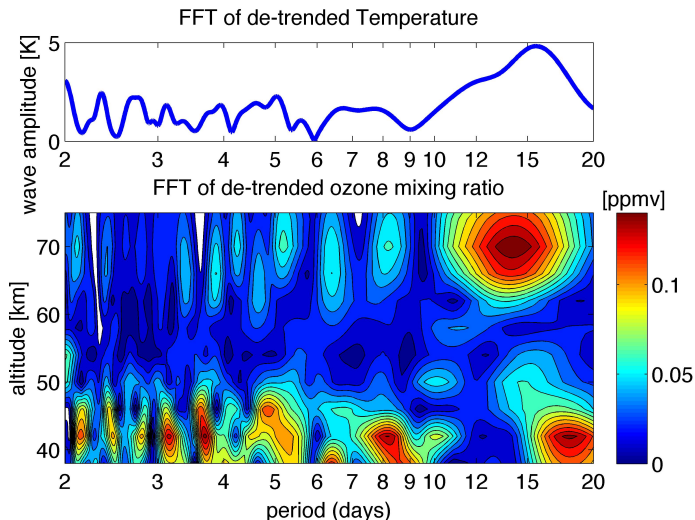 FFT of de-trended Temperature
wave amplitude [K]
5
0
2 3 4 5 6 7 8 9 10 12 15 20
FFT of de-trended ozone mixing ratio
[ppmv]
altitude [km]
70
60
50
40
0.1
0.05
0
2 3 4 5 6 7 8 9 10 12 15 20
period (days)